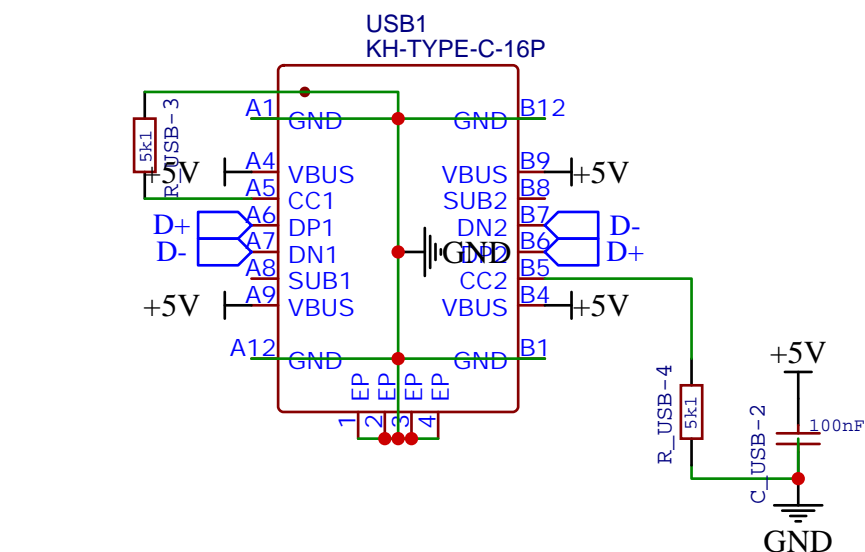 USB1
KH-TYPE-C-16P
A1
GND
GND
B12
R_USB-3
5k1
+5V
A4
VBUS
VBUS
B9
+5V
A5
CC1
SUB2
B8
D+
A6
DP1
DN2
B7
D-
D-
A7
DN1
GND
DP2
B6
D+
A8
SUB1
CC2
B5
+5V
A9
VBUS
VBUS
B4
+5V
A12
GND
GND
B1
EP
EP
EP
EP
1
2
3
4
R_USB-4
5k1
+5V
C_USB-2
100nF
GND